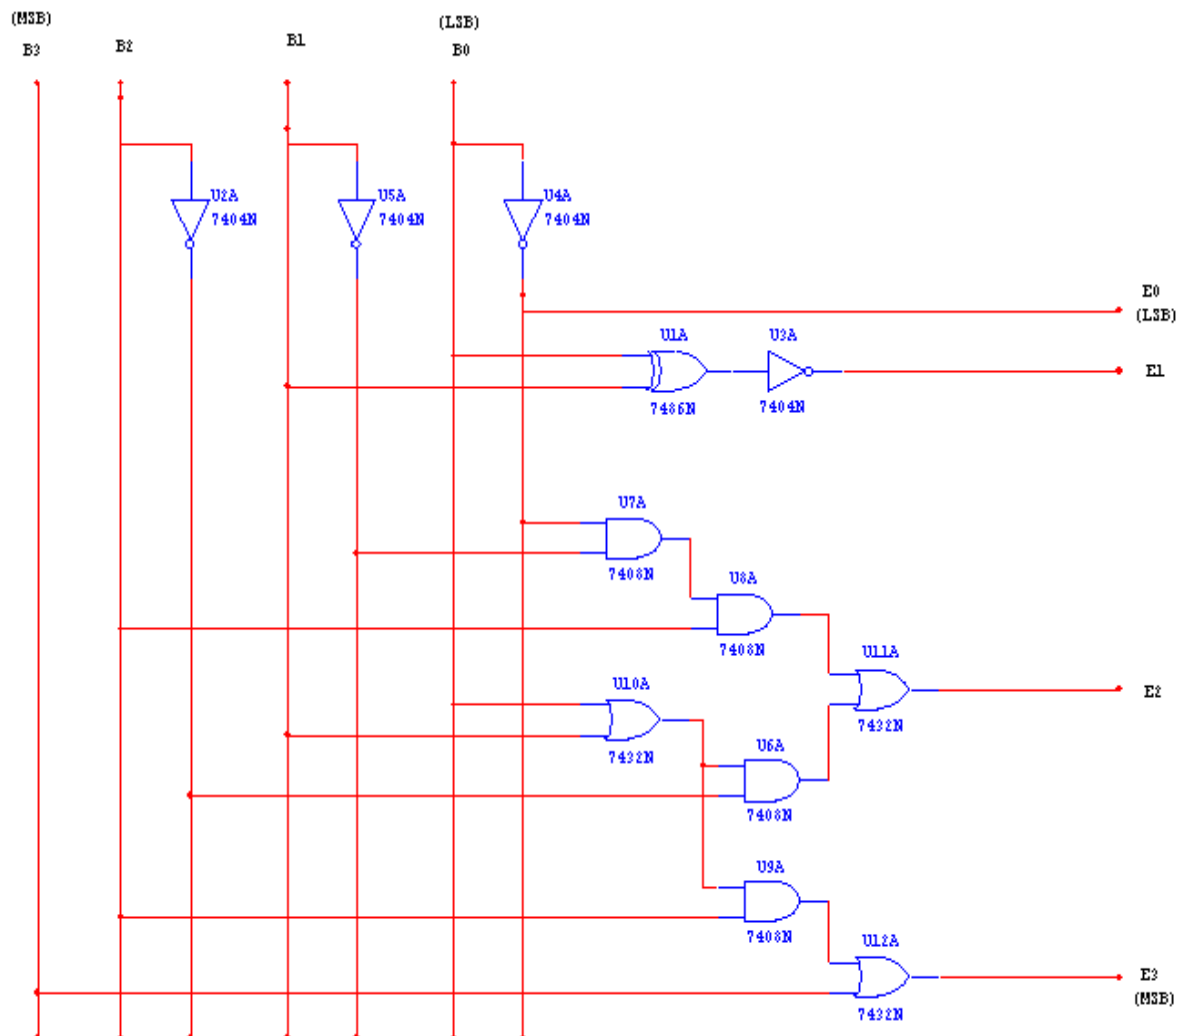 (MSB)
B3
B2
B1
(LSB)
B0
U2A
7404N
U5A
7404N
U4A
7404N
E0
(LSB)
U1A
7486N
U3A
7404N
E1
U7A
7408N
U8A
7408N
U11A
7432N
E2
U10A
7432N
U6A
7408N
U9A
7408N
U12A
7432N
E3
(MSB)